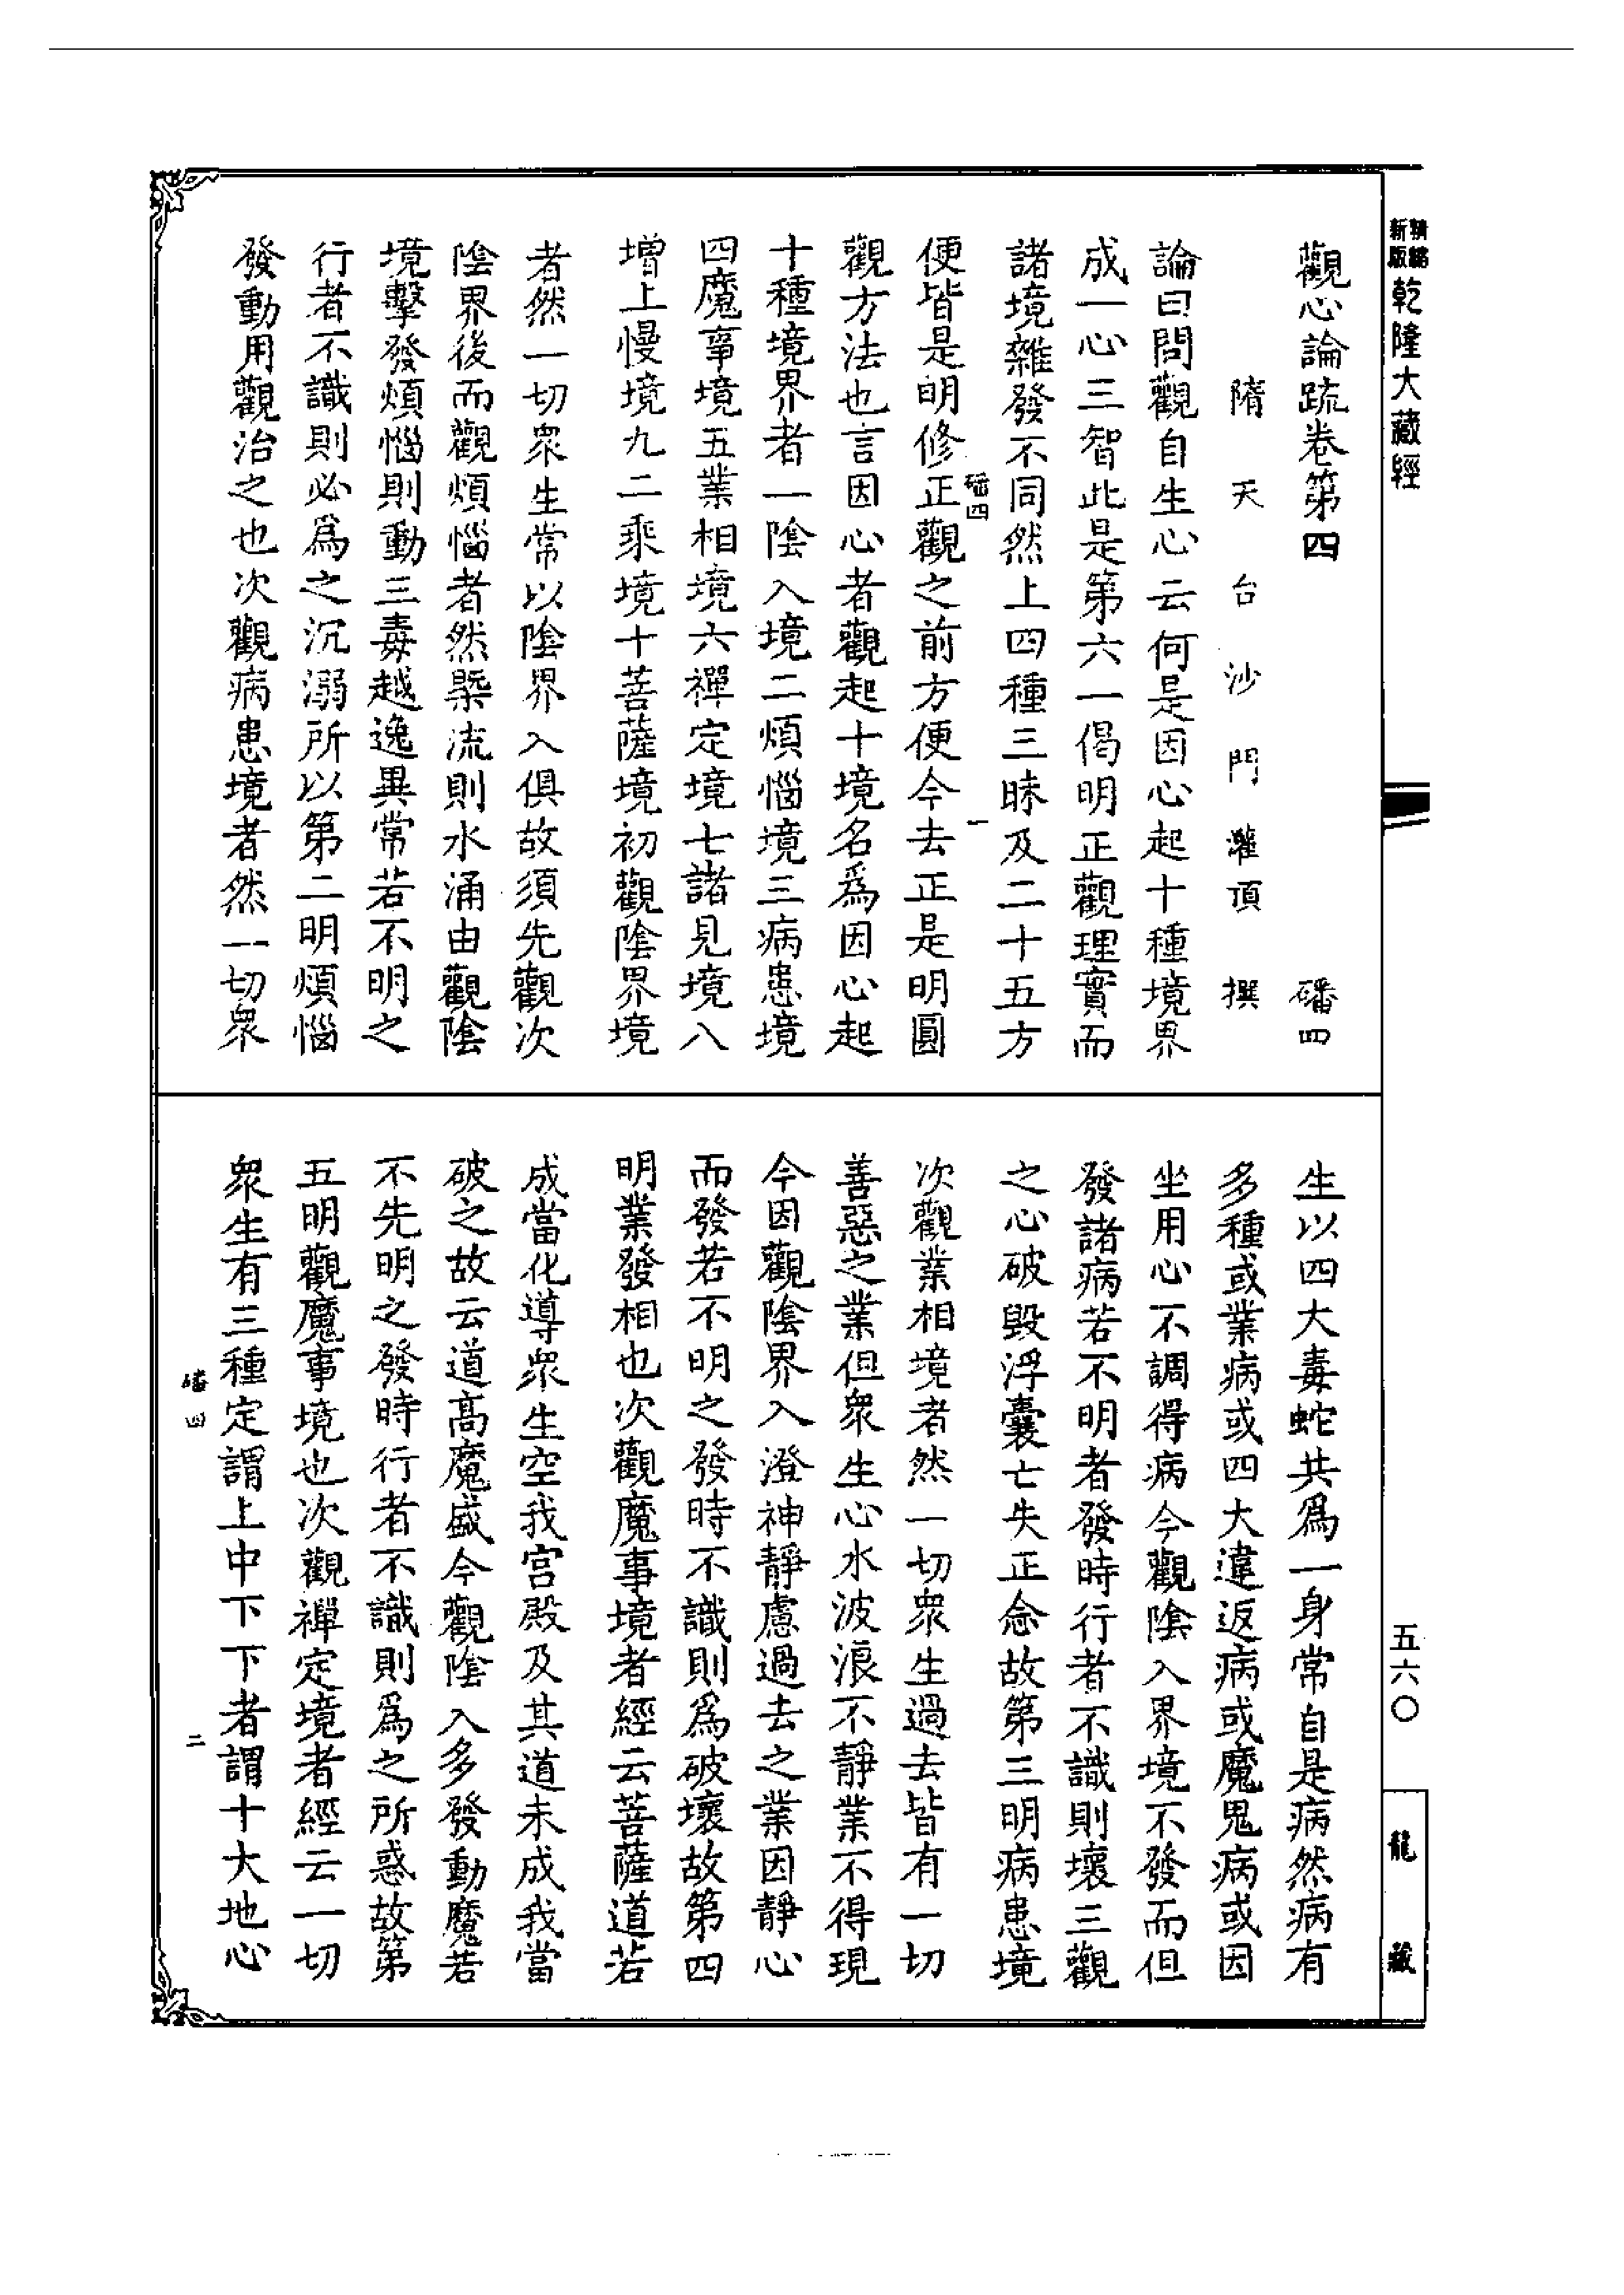 新編
縮版
乾隆大藏經
觀心論疏卷第四 磻四
隋天台沙門灌頂撰
論曰問觀自生心云何是因心起十種境界
成一心三智此是第六一偈明正觀理實而
諸境雜發不同然上四種三昧及二十五方
便皆是明修正觀之前方便今去正是明圓
磻四 一
觀方法也言因心者觀起十境名爲因心起
十種境界者一陰入境二煩惱境三病患境
四魔事境五業相境六禪定境七諸見境八
增上慢境九二乘境十菩薩境初觀陰界境
者然一切眾生常以陰界入俱故須先觀次
陰界後而觀煩惱者然槩流則水涌由觀陰
境擊發煩惱則動三毒越逸異常若不明之
行者不識則必爲之沉溺所以第二明煩惱
發動用觀治之也次觀病患境者然一切眾
生以四大毒蛇共爲一身常自是病然病有
多種或業病或四大違返病或魔鬼病或因
坐用心不調得病今觀陰入界境不發而但
發諸病若不明者發時行者不識則壞三觀
之心破毀浮囊亡失正念故第三明病患境
次觀業相境者然一切眾生過去皆有一切
善惡之業但眾生心水波浪不靜業不得現
今因觀陰界入澄神靜慮過去之業因靜心
而發若不明之發時不識則爲破壞故第四
明業發相也次觀魔事境者經云菩薩道若
成當化導眾生空我宮殿及其道未成我當
破之故云道高魔盛今觀陰入多發動魔若
不先明之發時行者不識則爲之所惑故第
五明觀魔事境也次觀禪定境者經云一切
眾生有三種定謂上中下下者謂十大地心
磻四 二
五六〇
龍藏